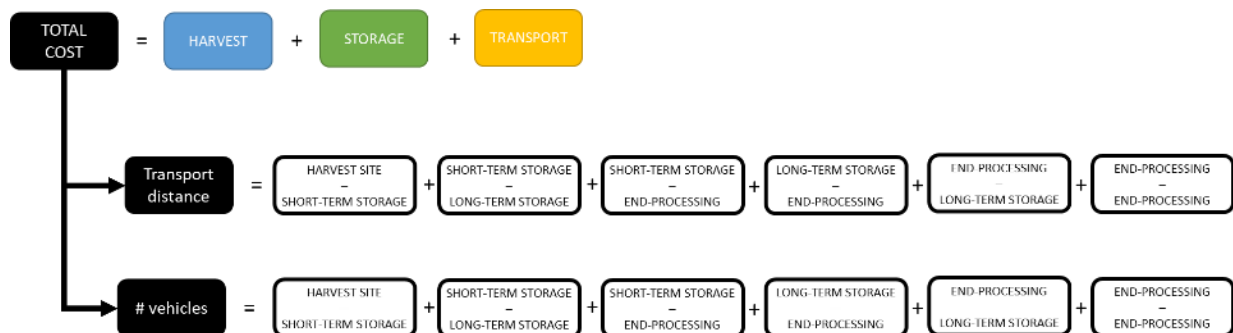 TOTAL
COST
=
HARVEST
+
STORAGE
+
TRANSPORT
Transport
distance
=
HARVEST SITE
–
SHORT-TERM STORAGE
+
SHORT-TERM STORAGE
–
LONG-TERM STORAGE
+
SHORT-TERM STORAGE
–
END-PROCESSING
+
LONG-TERM STORAGE
–
END-PROCESSING
+
END-PROCESSING
–
LONG-TERM STORAGE
+
END-PROCESSING
–
END-PROCESSING
# vehicles
=
HARVEST SITE
–
SHORT-TERM STORAGE
+
SHORT-TERM STORAGE
–
LONG-TERM STORAGE
+
SHORT-TERM STORAGE
–
END-PROCESSING
+
LONG-TERM STORAGE
–
END-PROCESSING
+
END-PROCESSING
–
LONG-TERM STORAGE
+
END-PROCESSING
–
END-PROCESSING